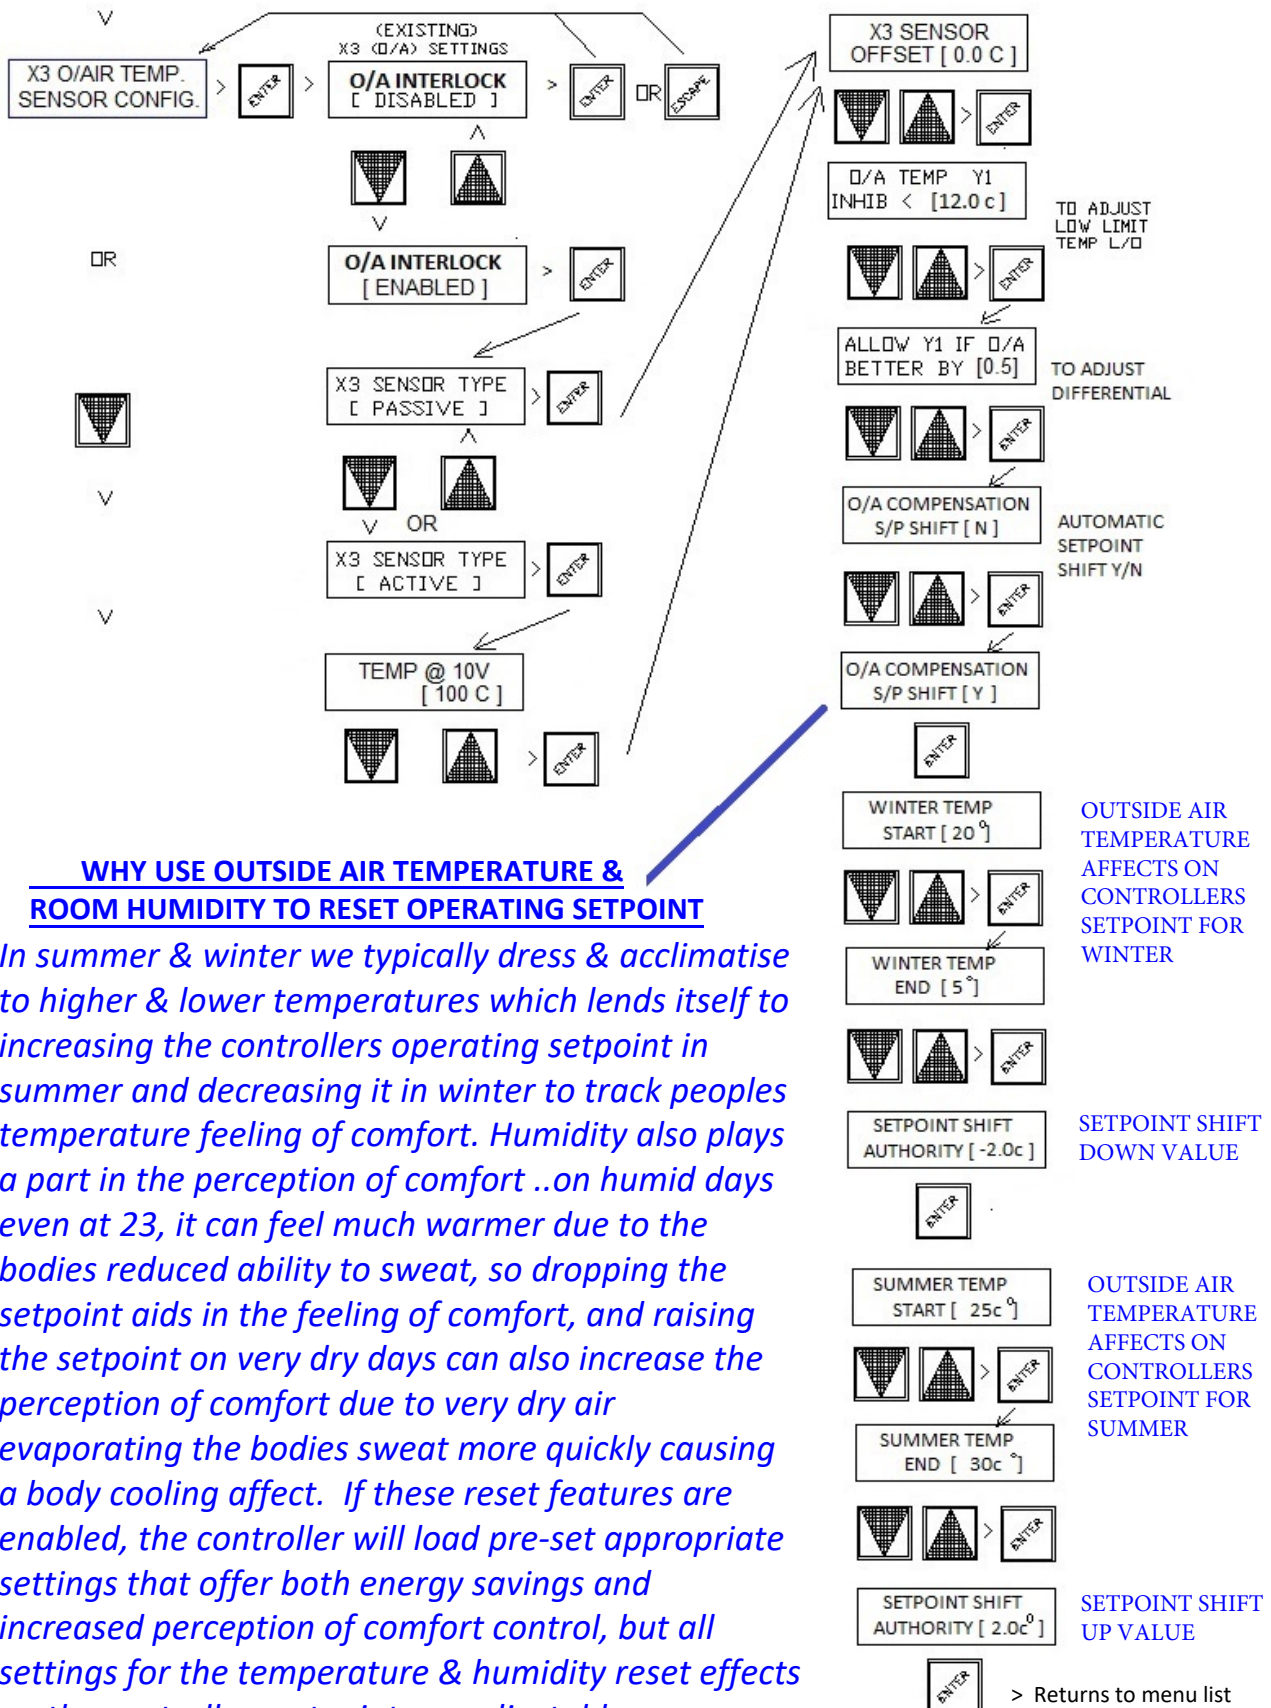 (EXISTING)
X3 (O/A) SETTINGS
X3 O/AIR TEMP.
SENSOR CONFIG.
>
ENTER
>
O/A INTERLOCK
[ DISABLED ]
>
ENTER
OR
ESCAPE
O/A INTERLOCK
[ ENABLED ]
>
ENTER
OR
X3 SENSOR TYPE
[ PASSIVE ]
>
ENTER
OR
X3 SENSOR TYPE
[ ACTIVE ]
>
ENTER
TEMP @ 10V
[ 100 C ]
>
ENTER
X3 SENSOR
OFFSET [ 0.0 C ]
>
ENTER
O/A TEMP Y1
INHIB < [12.0 c ]
TO ADJUST
LOW LIMIT
TEMP L/O
>
ENTER
ALLOW Y1 IF O/A
BETTER BY [0.5]
TO ADJUST
DIFFERENTIAL
>
ENTER
O/A COMPENSATION
S/P SHIFT [ N ]
AUTOMATIC
SETPOINT
SHIFT Y/N
>
ENTER
O/A COMPENSATION
S/P SHIFT [ Y ]
ENTER
WINTER TEMP
START [ 20 º]
OUTSIDE AIR
TEMPERATURE
AFFECTS ON
CONTROLLERS
SETPOINT FOR
WINTER
>
ENTER
WINTER TEMP
END [ 5 °]
>
ENTER
SETPOINT SHIFT
AUTHORITY [ -2.0c ]
SETPOINT SHIFT
DOWN VALUE
ENTER
SUMMER TEMP
START [ 25c º]
OUTSIDE AIR
TEMPERATURE
AFFECTS ON
CONTROLLERS
SETPOINT FOR
SUMMER
>
ENTER
SUMMER TEMP
END [ 30c °]
>
ENTER
SETPOINT SHIFT
AUTHORITY [ 2.0c⁰ ]
SETPOINT SHIFT
UP VALUE
ENTER
> Returns to menu list
WHY USE OUTSIDE AIR TEMPERATURE &
ROOM HUMIDITY TO RESET OPERATING SETPOINT
In summer & winter we typically dress & acclimatise
to higher & lower temperatures which lends itself to
increasing the controllers operating setpoint in
summer and decreasing it in winter to track peoples
temperature feeling of comfort. Humidity also plays
a part in the perception of comfort ..on humid days
even at 23, it can feel much warmer due to the
bodies reduced ability to sweat, so dropping the
setpoint aids in the feeling of comfort, and raising
the setpoint on very dry days can also increase the
perception of comfort due to very dry air
evaporating the bodies sweat more quickly causing
a body cooling affect. If these reset features are
enabled, the controller will load pre-set appropriate
settings that offer both energy savings and
increased perception of comfort control, but all
settings for the temperature & humidity reset effects